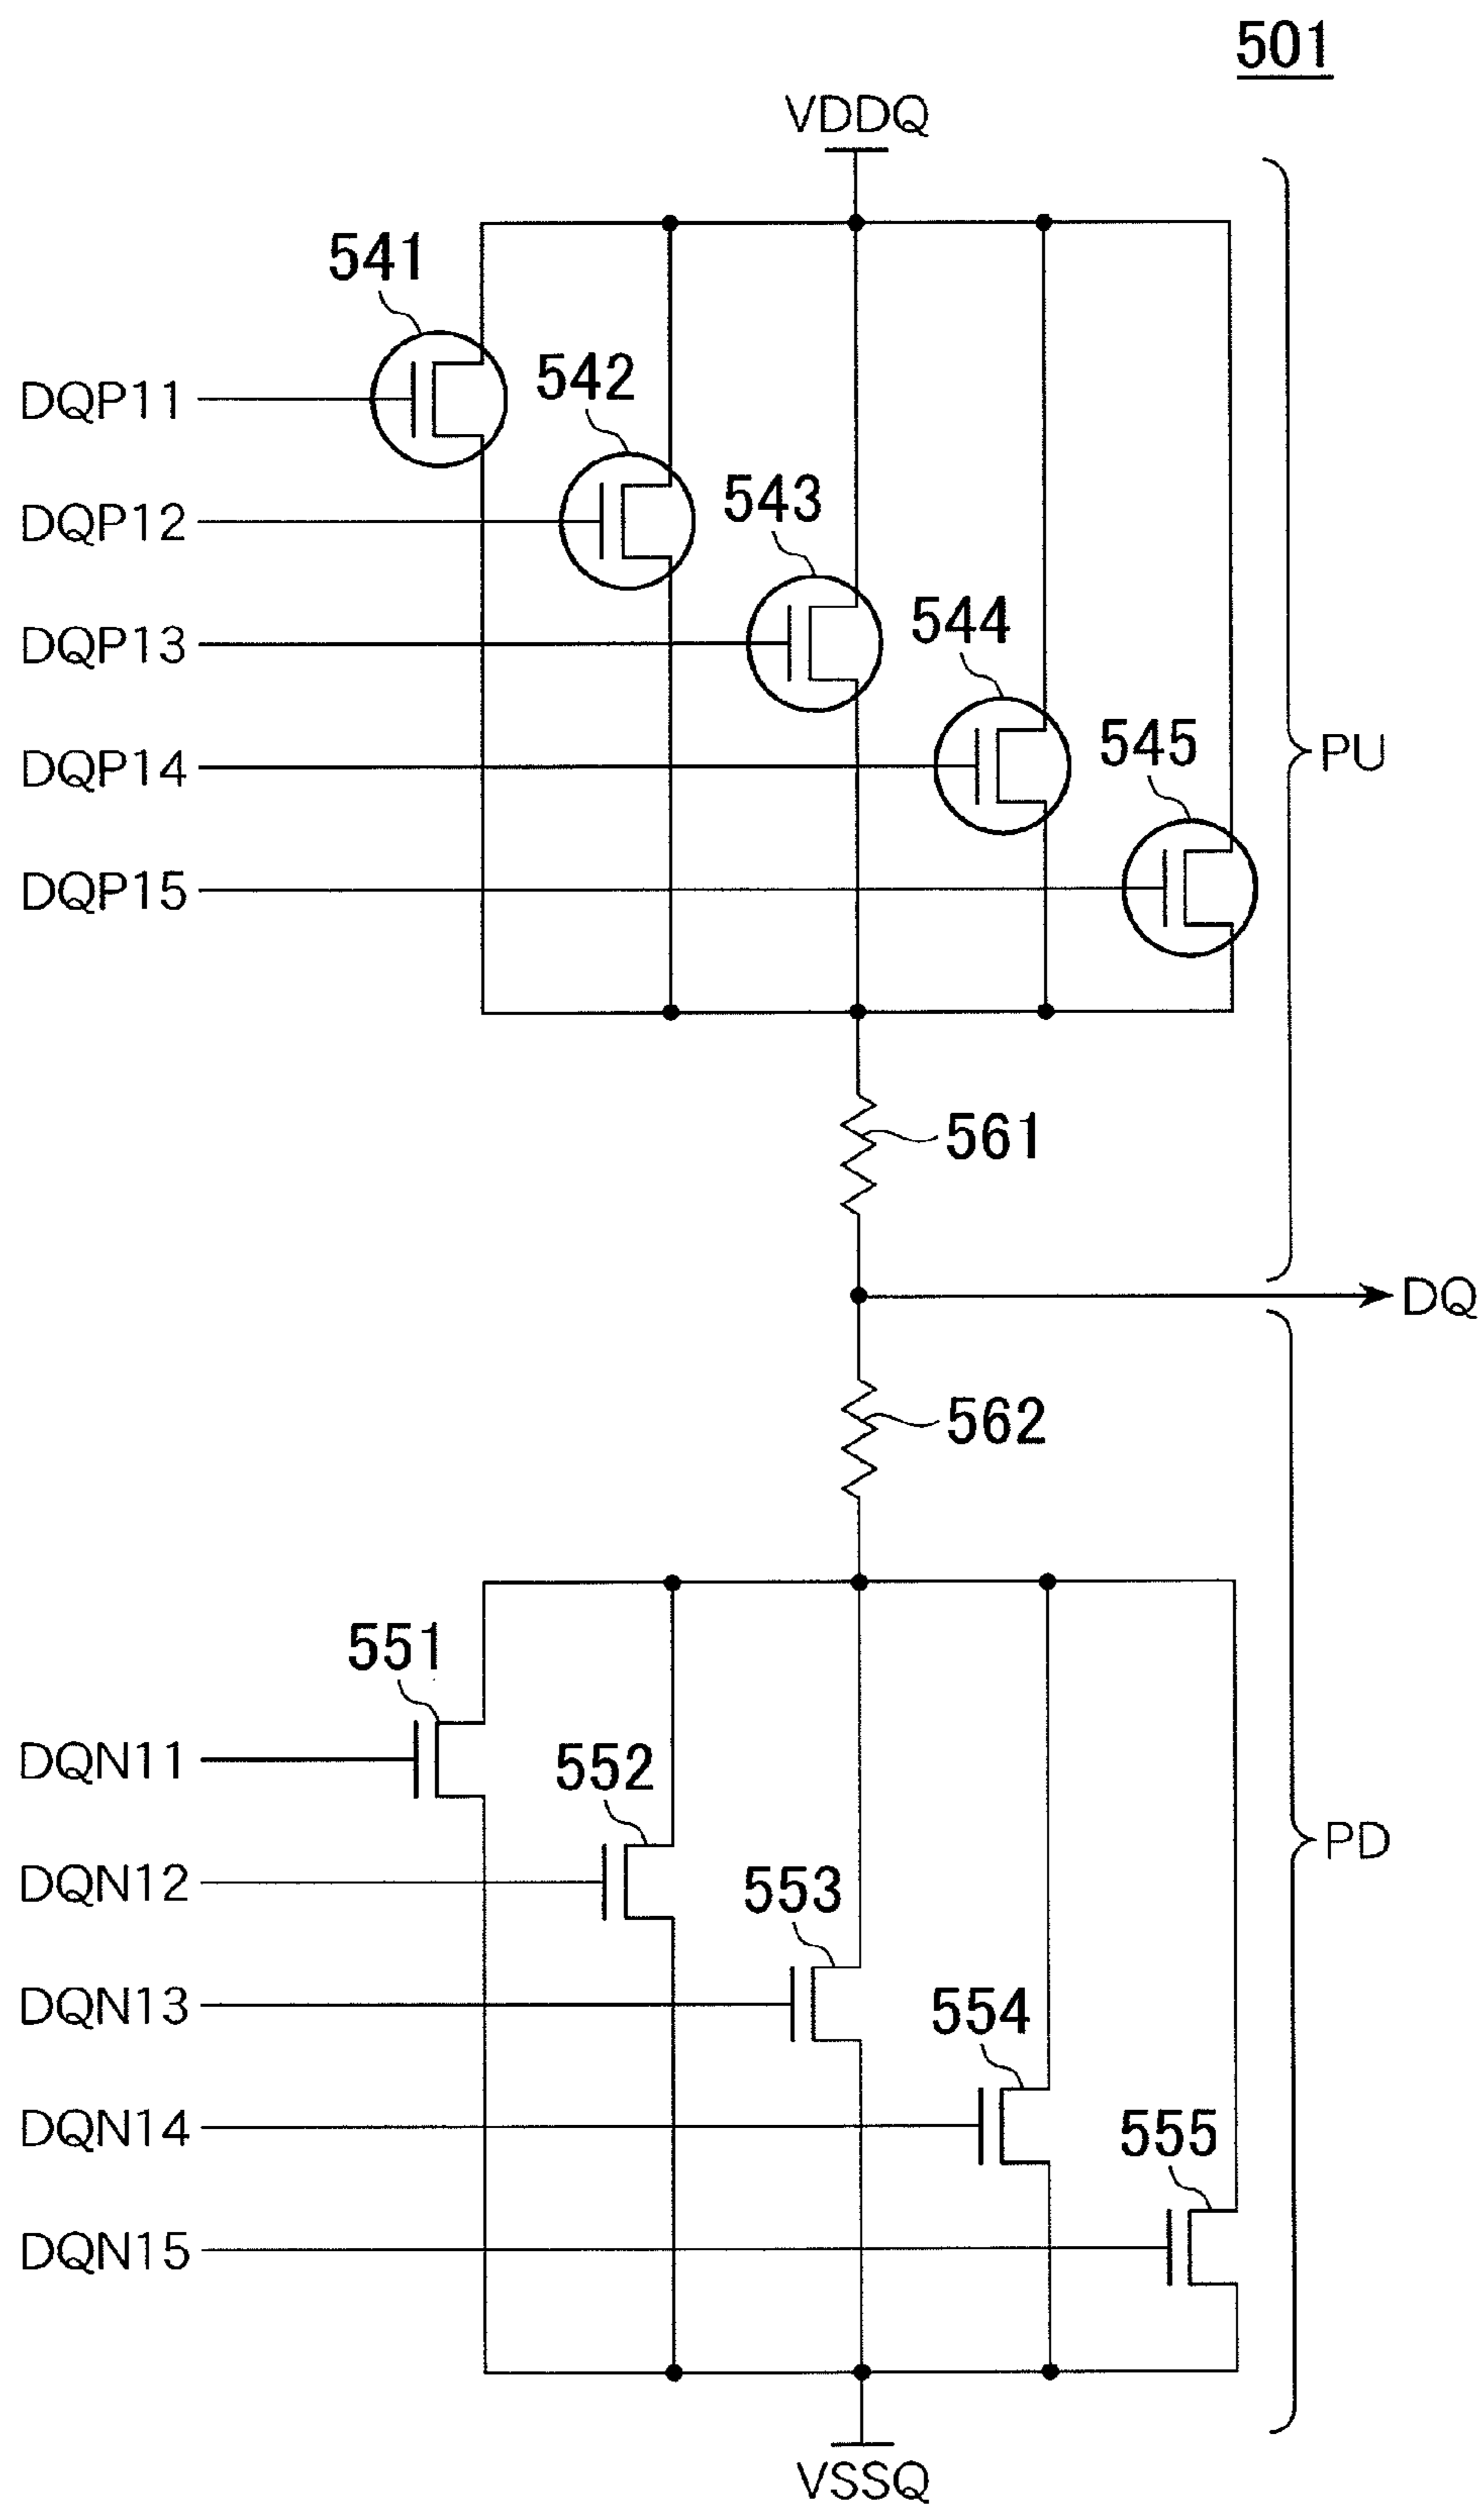 501
VDDQ
541
DQP11
542
DQP12
543
DQP13
544
DQP14
545
PU
DQP15
561
DQ
562
551
DQN11
552
DQN12
PD
553
DQN13
554
DQN14
555
DQN15
VSSQ